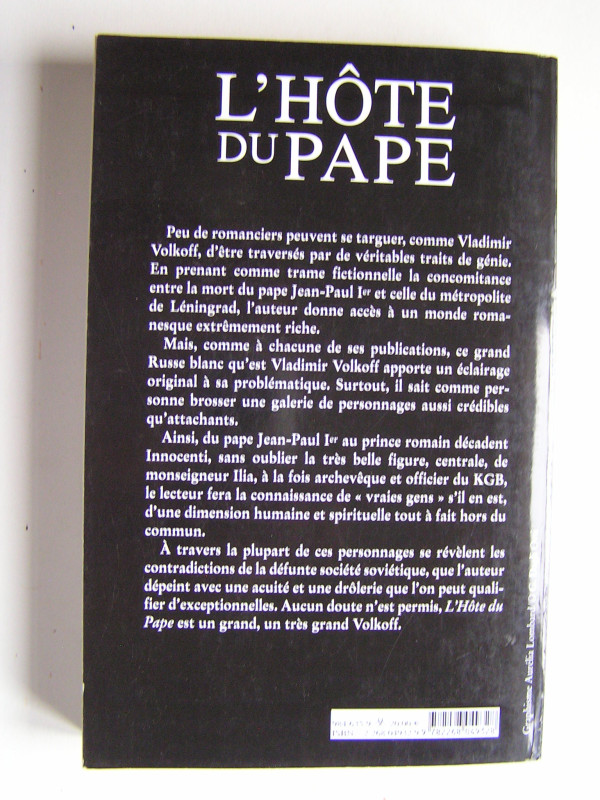 L'HÔTE
DU PAPE
Peu de romanciers peuvent se targuer, comme Vladimir
Volkoff, d'être traversés par de véritables traits de génie.
En prenant comme trame fictionnelle la concomitance
entre la mort du pape Jean-Paul Ier et celle du métropolite
de Léningrad, l'auteur donne accès à un monde roma-
nesque extrêmement riche.
Mais, comme à chacune de ses publications, ce grand
Russe blanc qu'est Vladimir Volkoff apporte un éclairage
original à sa problématique. Surtout, il sait comme per-
sonne brosser une galerie de personnages aussi crédibles
qu'attachants.
Ainsi, du pape Jean-Paul Ier au prince romain décadent
Innocenti, sans oublier la très belle figure, centrale, de
monseigneur Ilia, à la fois archevêque et officier du KGB,
le lecteur fera la connaissance de « vraies gens » s'il en est,
d'une dimension humaine et spirituelle tout à fait hors du
commun.
À travers la plupart de ces personnages se révèlent les
contradictions de la défunte société soviétique, que l'auteur
dépeint avec une acuité et une drôlerie que l'on peut quali-
fier d'exceptionnelles. Aucun doute n'est permis, L'Hôte du
Pape est un grand, un très grand Volkoff.
ISBN
Graphisme Aurélia